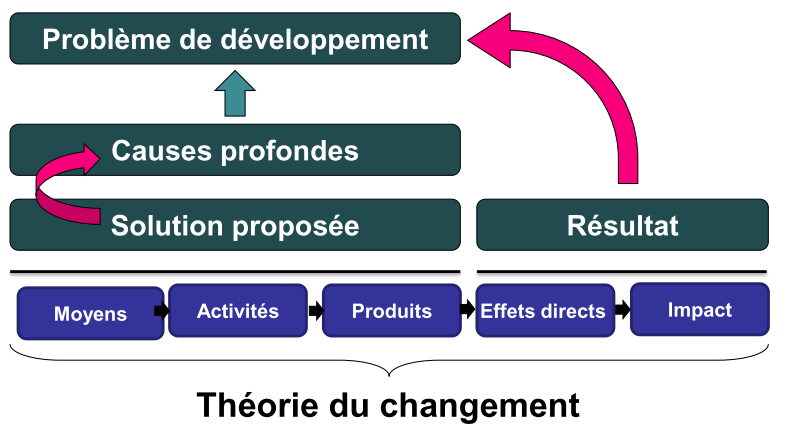 Problème de développement
Causes profondes
Solution proposée
Résultat
Moyens
Activités
Produits
Effets directs
Impact
Théorie du changement